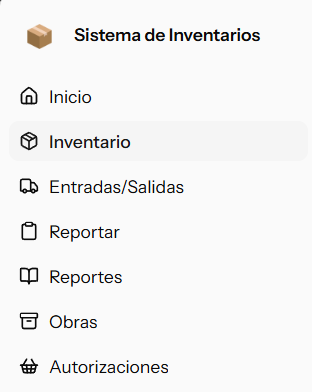 Sistema de Inventarios
Inicio
Inventario
Entradas/Salidas
Reportar
Reportes
Obras
Autorizaciones